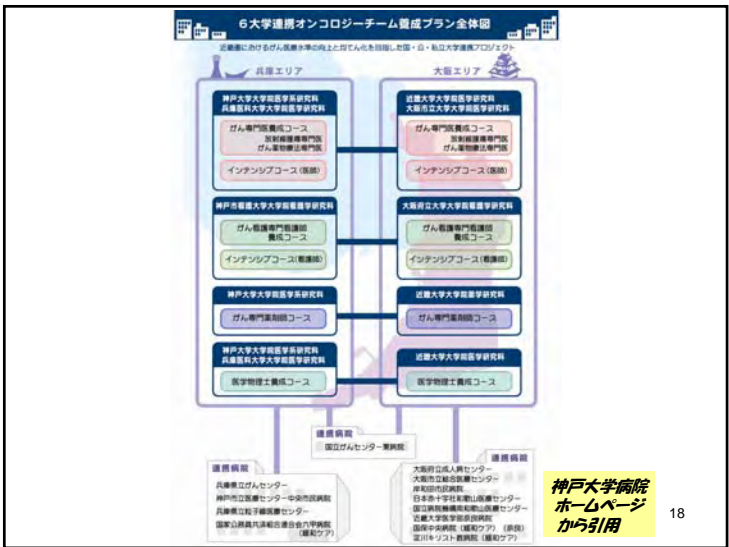 6大学連携オンコロジーチーム養成プラン全体図
近畿圏におけるがん医療水準の向上と均てん化を目指した国・公・私立大学連携プロジェクト
兵庫エリア
神戸大学大学院医学系研究科
兵庫医科大学大学院医学研究科
がん専門医養成コース
放射線腫瘍専門医
がん薬物療法専門医
インテンシブコース(医師)
神戸市看護大学大学院看護学研究科
がん看護専門看護師
養成コース
インテンシブコース(看護師)
神戸大学大学院医学系研究科
がん専門薬剤師コース
神戸大学大学院医学系研究科
兵庫医科大学大学院医学研究科
医学物理士養成コース
大阪エリア
近畿大学大学院医学研究科
大阪市立大学大学院医学研究科
がん専門医養成コース
放射線腫瘍専門医
がん薬物療法専門医
インテンシブコース(医師)
大阪府立大学大学院看護学研究科
がん看護専門看護師
養成コース
インテンシブコース(看護師)
近畿大学大学院薬学研究科
がん専門薬剤師コース
近畿大学大学院医学研究科
医学物理士養成コース
連携病院
国立がんセンター東病院
連携病院
兵庫県立がんセンター
神戸市立医療センター中央市民病院
兵庫県立粒子線医療センター
国家公務員共済組合連合会六甲病院
(緩和ケア)
連携病院
大阪府立成人病センター
大阪市立総合医療センター
岸和田市民病院
日本赤十字社和歌山医療センター
国立病院機構南和歌山医療センター
近畿大学医学部奈良病院
国保中央病院(緩和ケア)(奈良)
淀川キリスト教病院(緩和ケア)
神戸大学病院
ホームページ
から引用
18